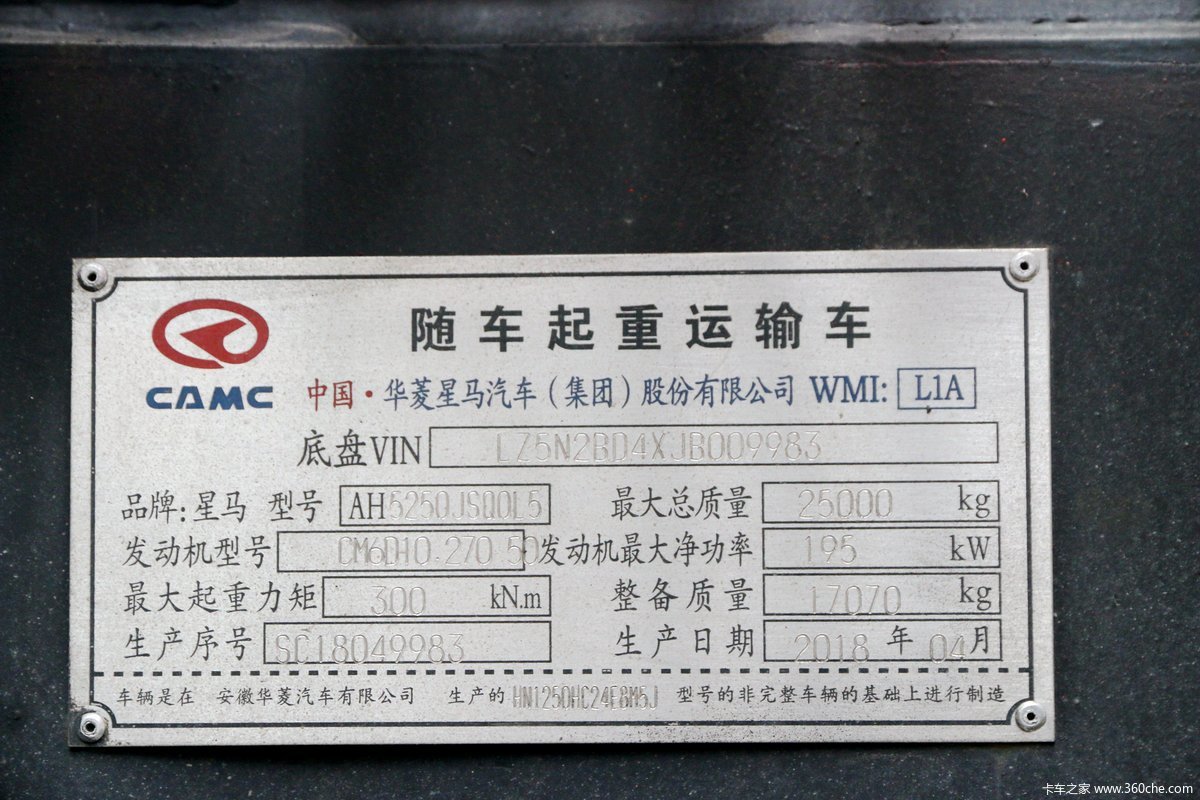 随车起重运输车
CAMC
中国·华菱星马汽车(集团)股份有限公司 WMI: L1A
底盘VIN LZ5N2BD4XJB009983
品牌:星马 型号 AH5250JSQ0L5 最大总质量 25000 kg
发动机型号 CM6D10.270 50 发动机最大净功率 195 kW
最大起重力矩 300 kN.m 整备质量 17070 kg
生产序号 SC18049983 生产日期 2018 年 04 月
车辆是在 安徽华菱汽车有限公司 生产的 HN1250HC24E8M5J 型号的非完整车辆的基础上进行制造
卡车之家 www.360che.com